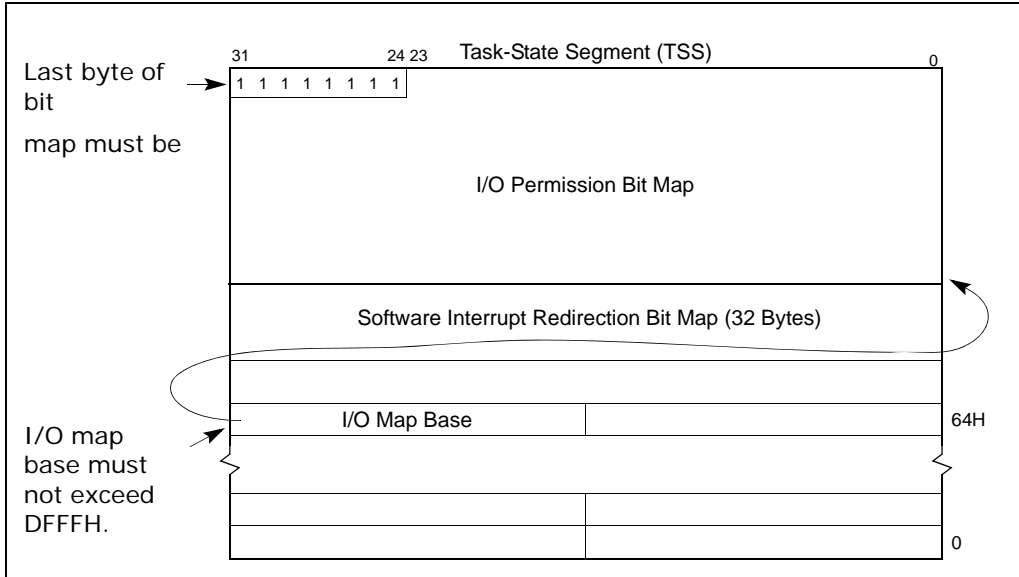 Task-State Segment (TSS)
31
24 23
0
Last byte of
bit
map must be
1 1 1 1 1 1 1 1
I/O Permission Bit Map
Software Interrupt Redirection Bit Map (32 Bytes)
I/O Map Base
64H
I/O map
base must
not exceed
DFFFH.
0